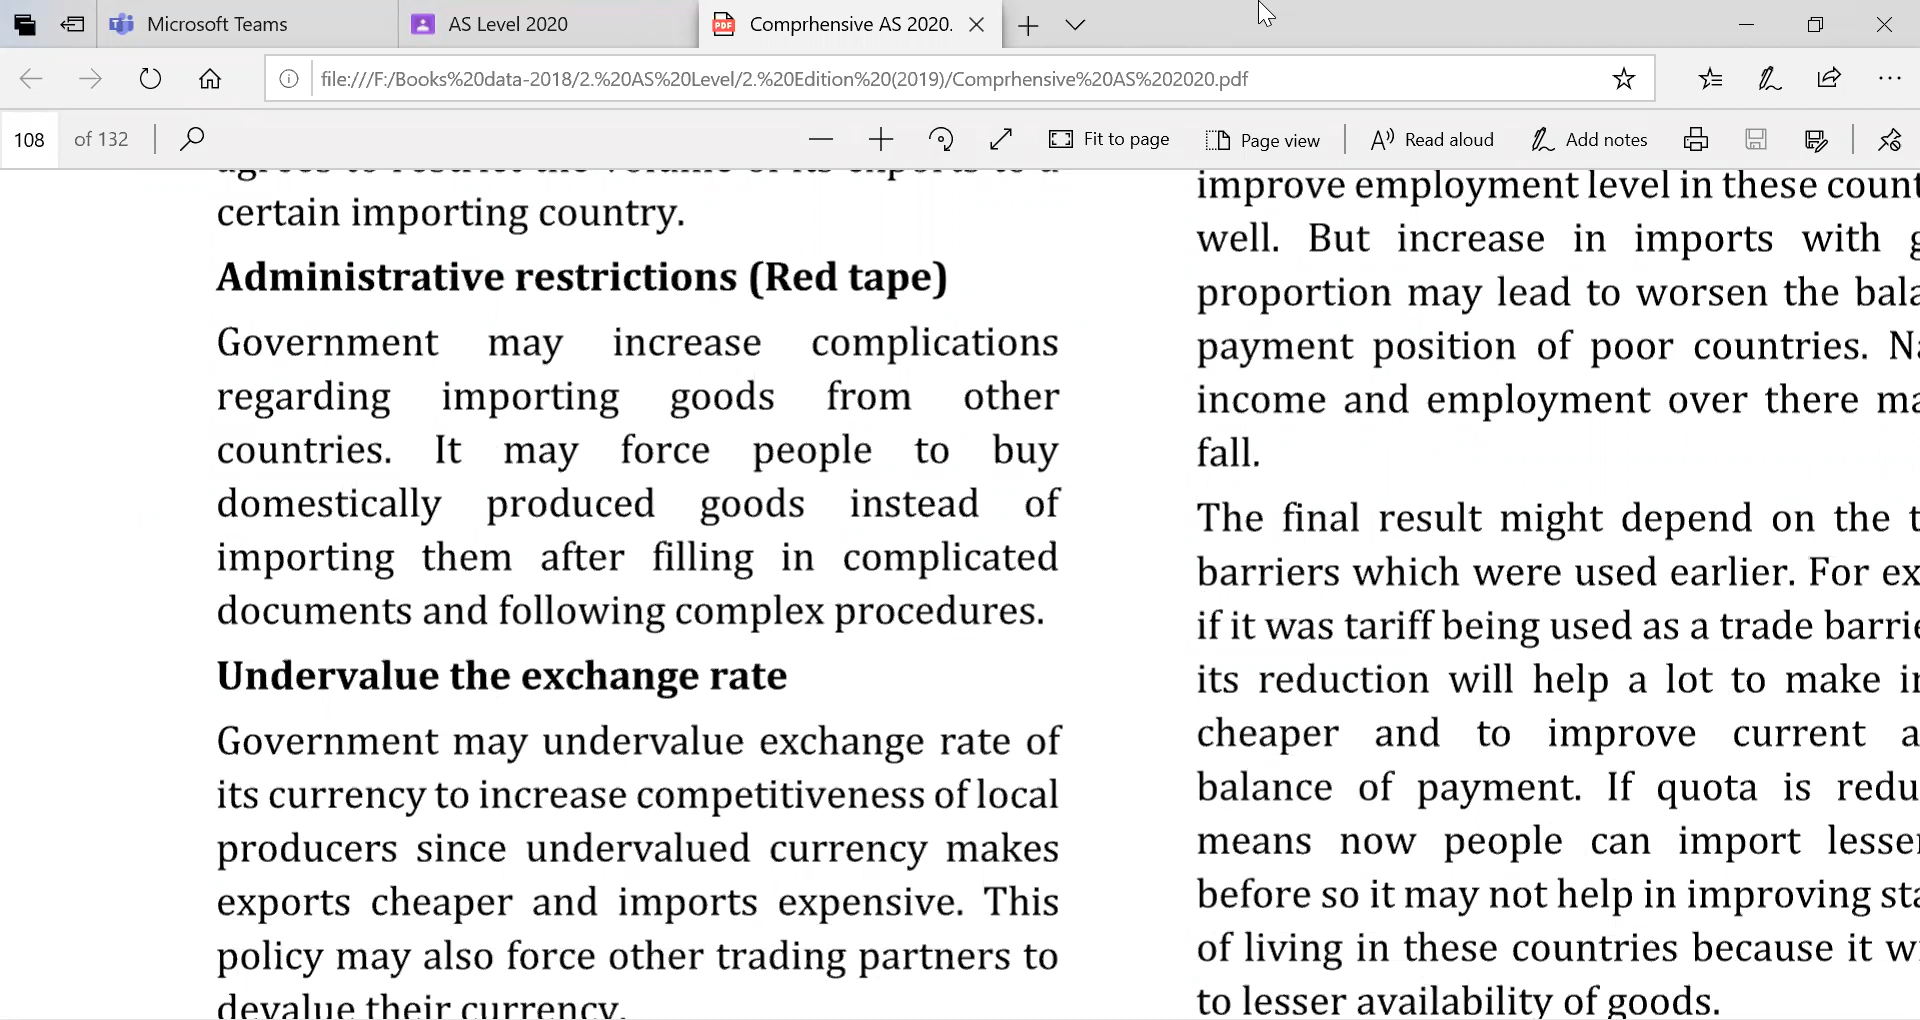 Microsoft Teams
AS Level 2020
Comprhensive AS 2020.
file:///F:/Books%20data-2018/2.%20AS%20Level/2.%20Edition%20(2019)/Comprhensive%20AS%202020.pdf
108 of 132
Fit to page
Page view
Read aloud
Add notes
agrees to restrict the volume of its exports to a
certain importing country.
Administrative restrictions (Red tape)
Government may increase complications
regarding importing goods from other
countries. It may force people to buy
domestically produced goods instead of
importing them after filling in complicated
documents and following complex procedures.
Undervalue the exchange rate
Government may undervalue exchange rate of
its currency to increase competitiveness of local
producers since undervalued currency makes
exports cheaper and imports expensive. This
policy may also force other trading partners to
devalue their currency.
improve employment level in these
well. But increase in imports with
proportion may lead to worsen the
payment position of poor countries.
income and employment over there
fall.
The final result might depend on the
barriers which were used earlier. For
if it was tariff being used as a trade
its reduction will help a lot to make
cheaper and to improve current
balance of payment. If quota is
means now people can import
before so it may not help in improving
of living in these countries because it
to lesser availability of goods.